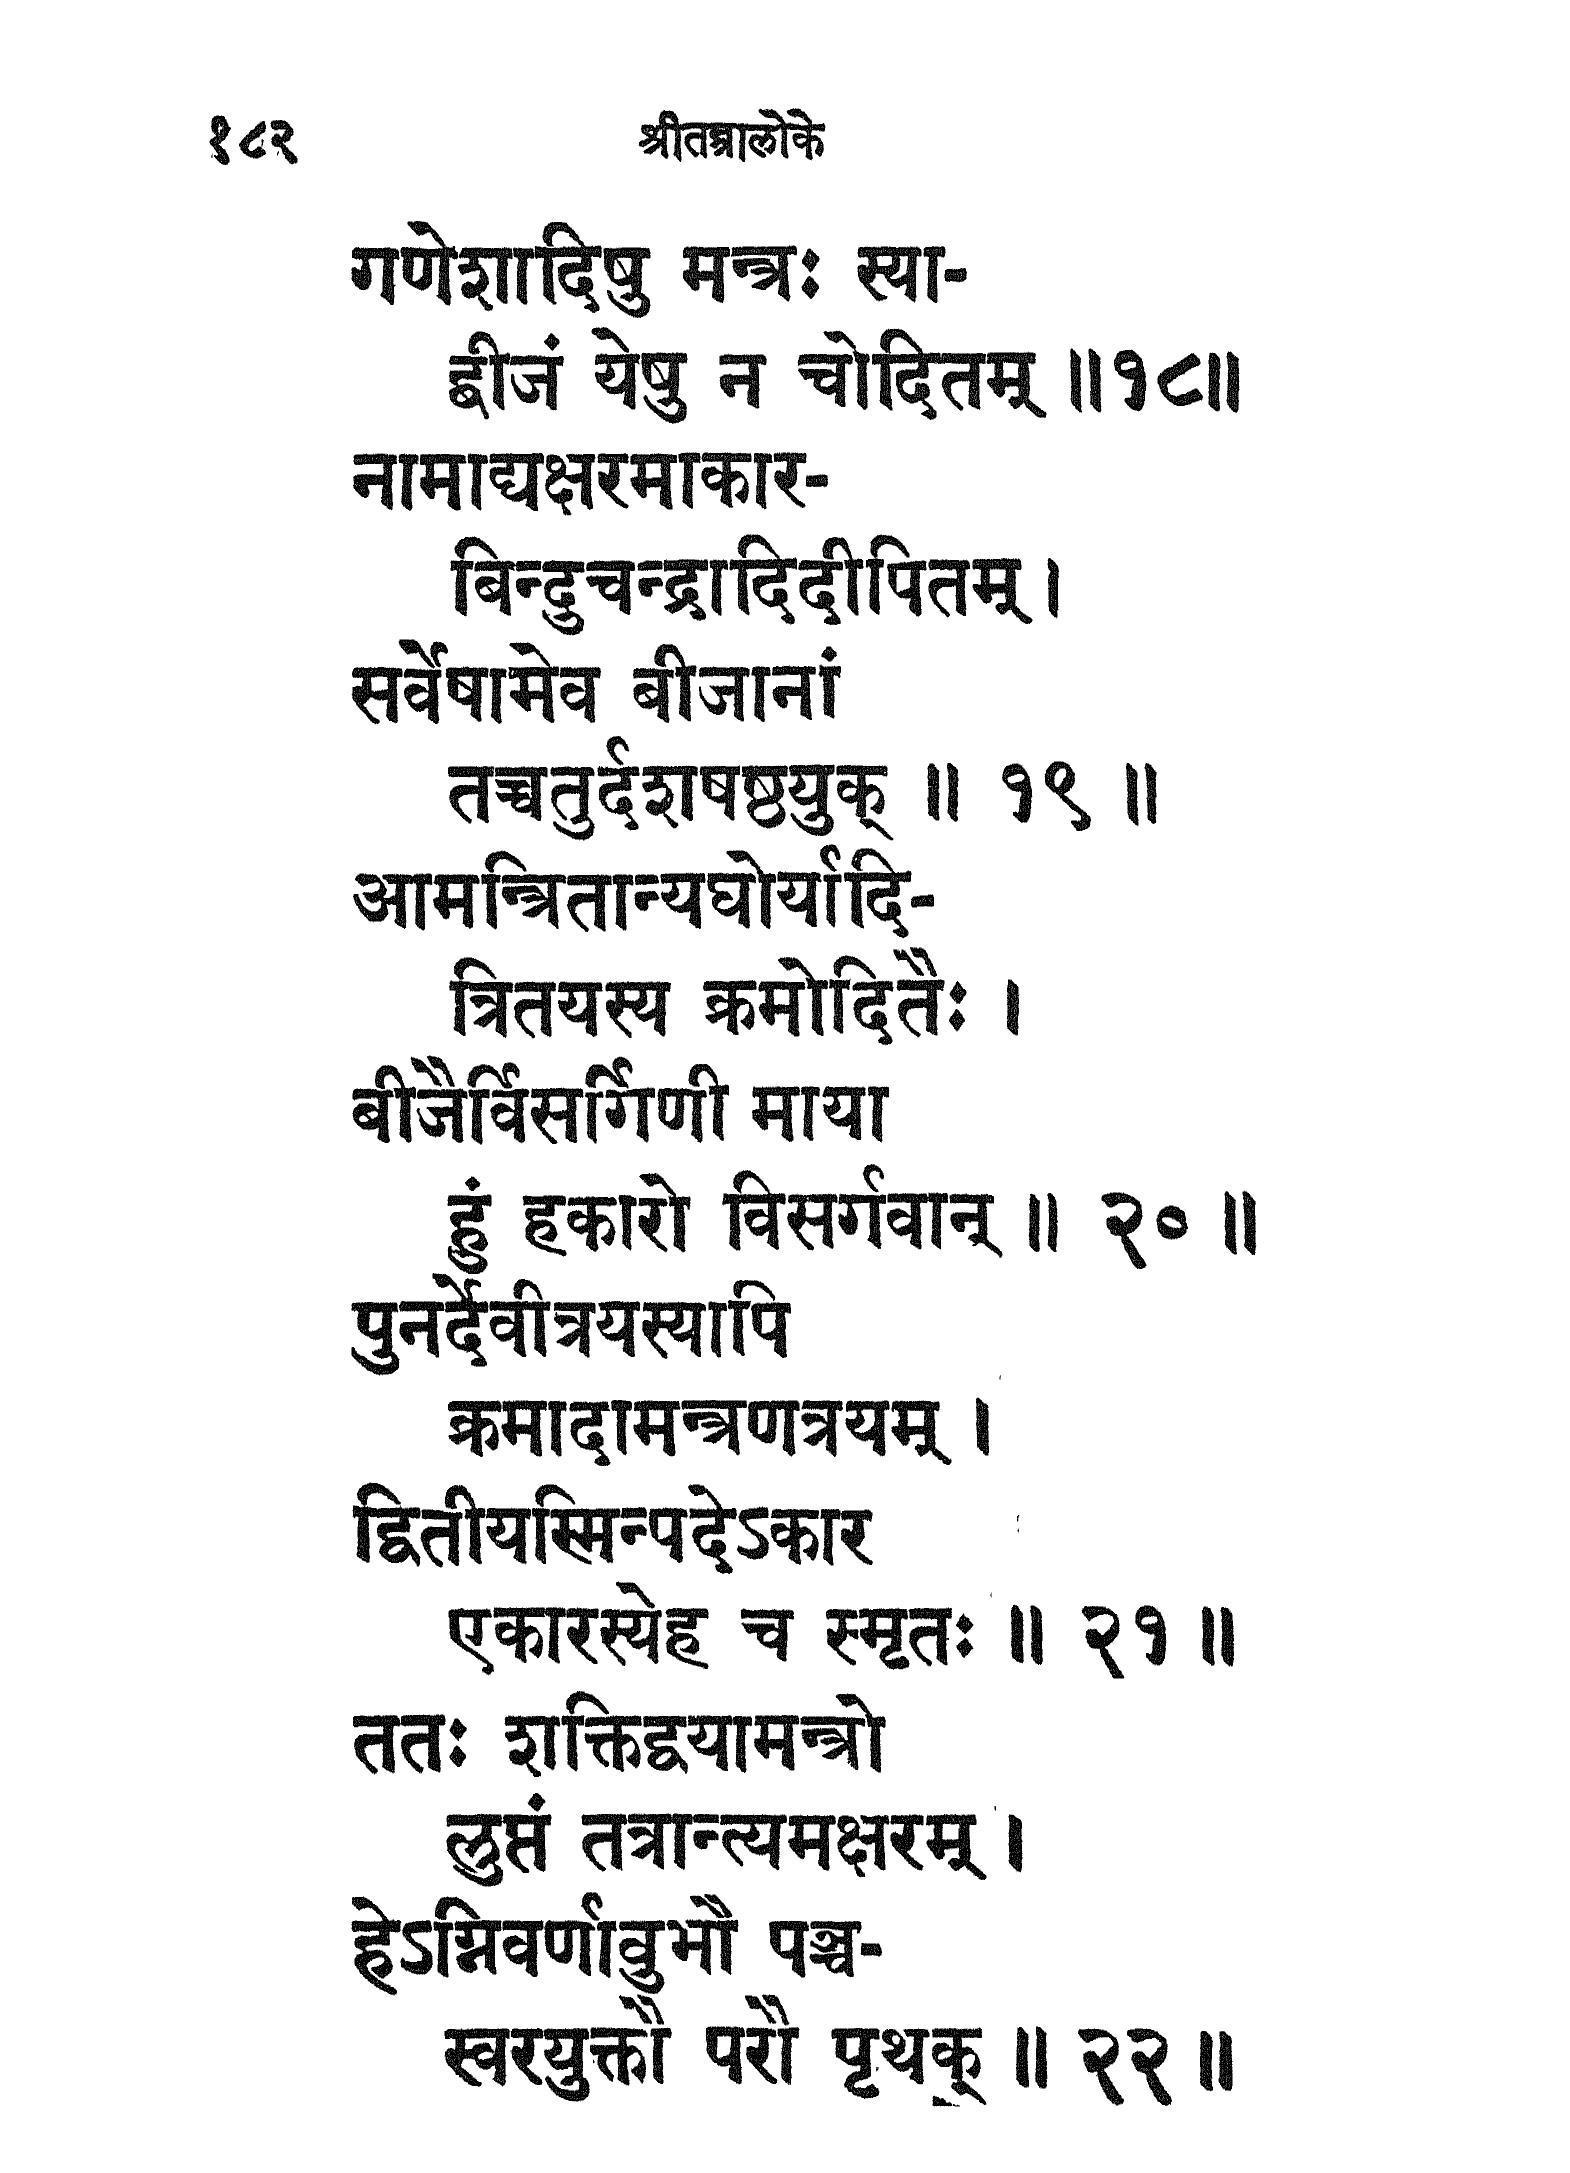 १८२ श्रीतन्त्रालोके
गणेशादिषु मन्त्रः स्या-
द्बीजं येषु न चोदितम् ॥१८॥
नामाद्यक्षरमाकार-
बिन्दुचन्द्रादिदीपितम् ।
सर्वेषामेव बीजानां
तच्चतुर्दशषष्ठयुक् ॥ १९ ॥
आमन्त्रितान्यघोर्यादि-
त्रितयस्य क्रमोदितैः ।
बीजैर्विसर्गिणी माया
हुं हकारो विसर्गवान् ॥ २० ॥
पुनर्देवीत्रयस्यापि
क्रमादामन्त्रणत्रयम् ।
द्वितीयस्मिन्पदेऽकार
एकारस्येह च स्मृतः ॥ २१ ॥
ततः शक्तिद्वयामन्त्रो
लुप्तं तत्रान्त्यमक्षरम् ।
हेऽग्निवर्णावुभौ पञ्च-
स्वरयुक्तौ परौ पृथक् ॥ २२ ॥